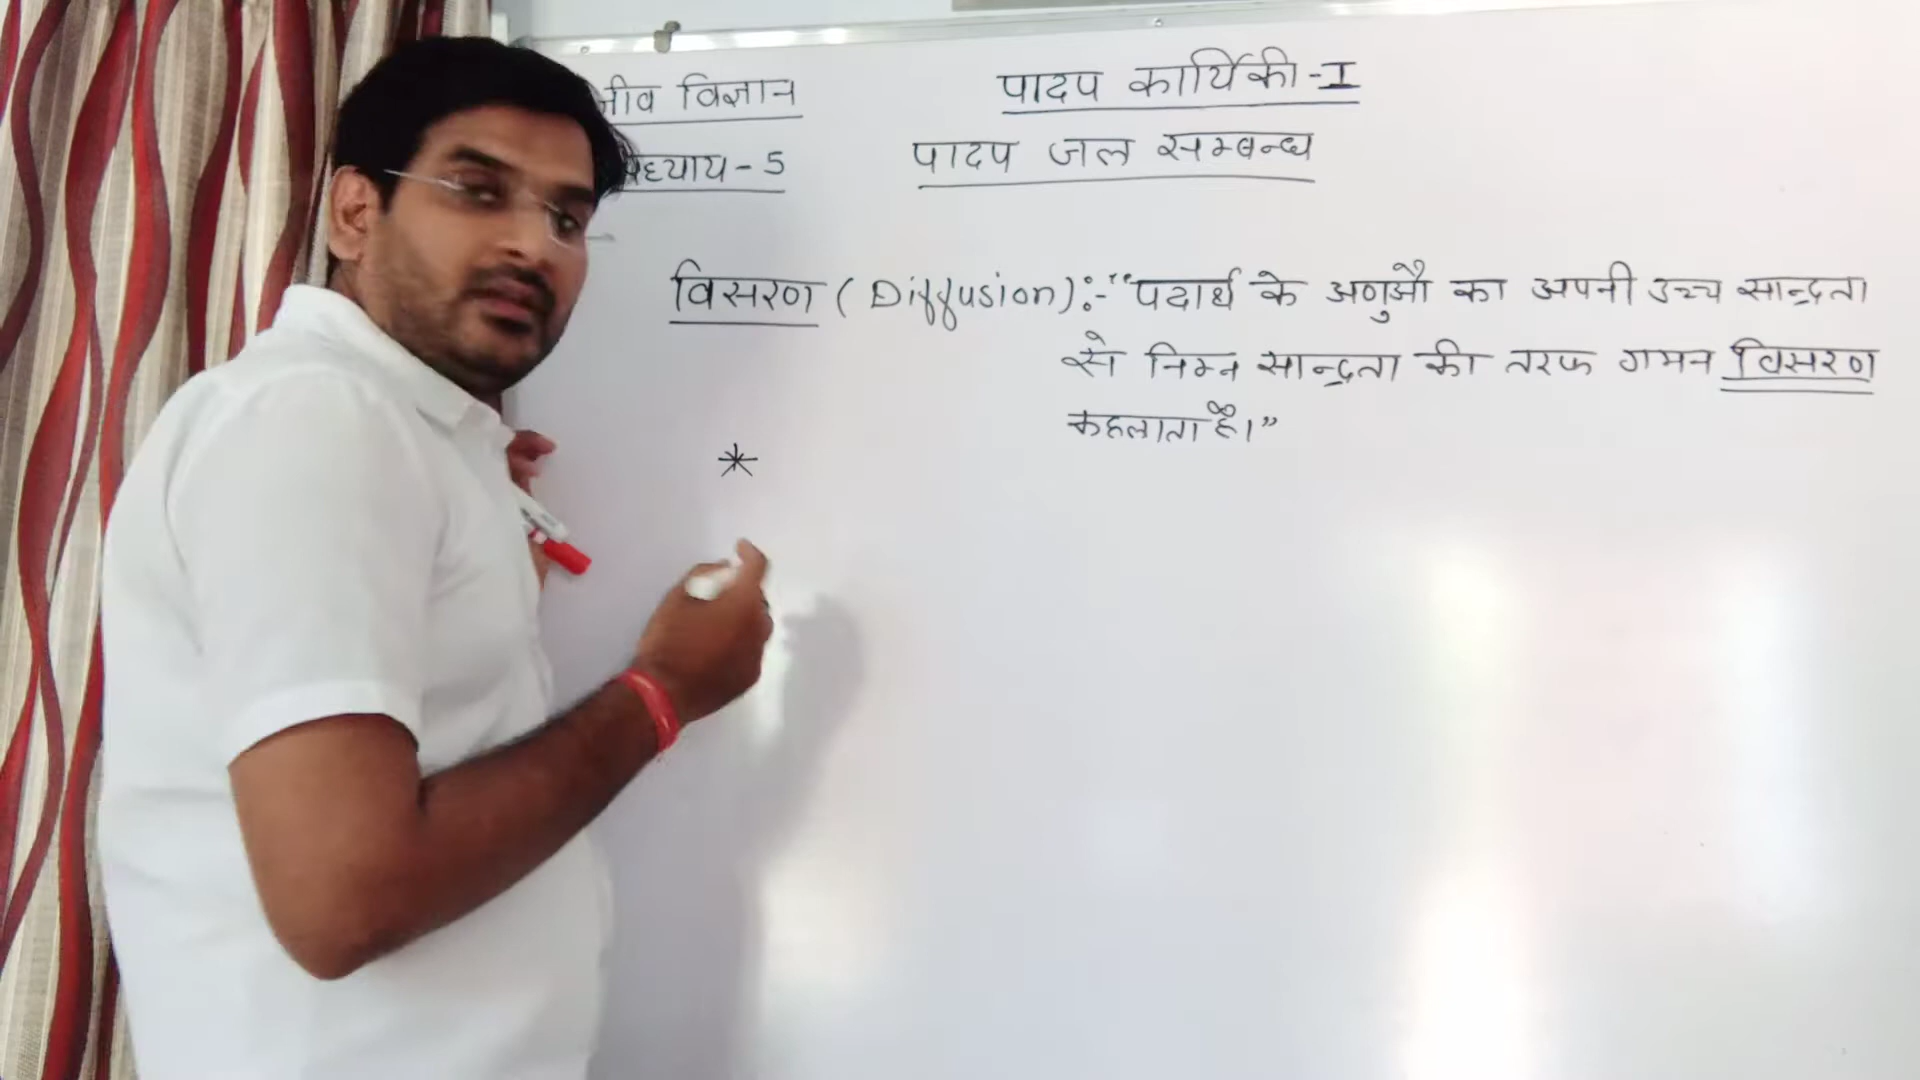 जीव विज्ञान
पादप कार्यिकी-I
अध्याय-5
पादप जल सम्बन्ध
विसरण (Diffusion):- "पदार्थ के अणुओं का अपनी उच्च सान्द्रता
से निम्न सान्द्रता की तरफ गमन विसरण
कहलाता है।"
*